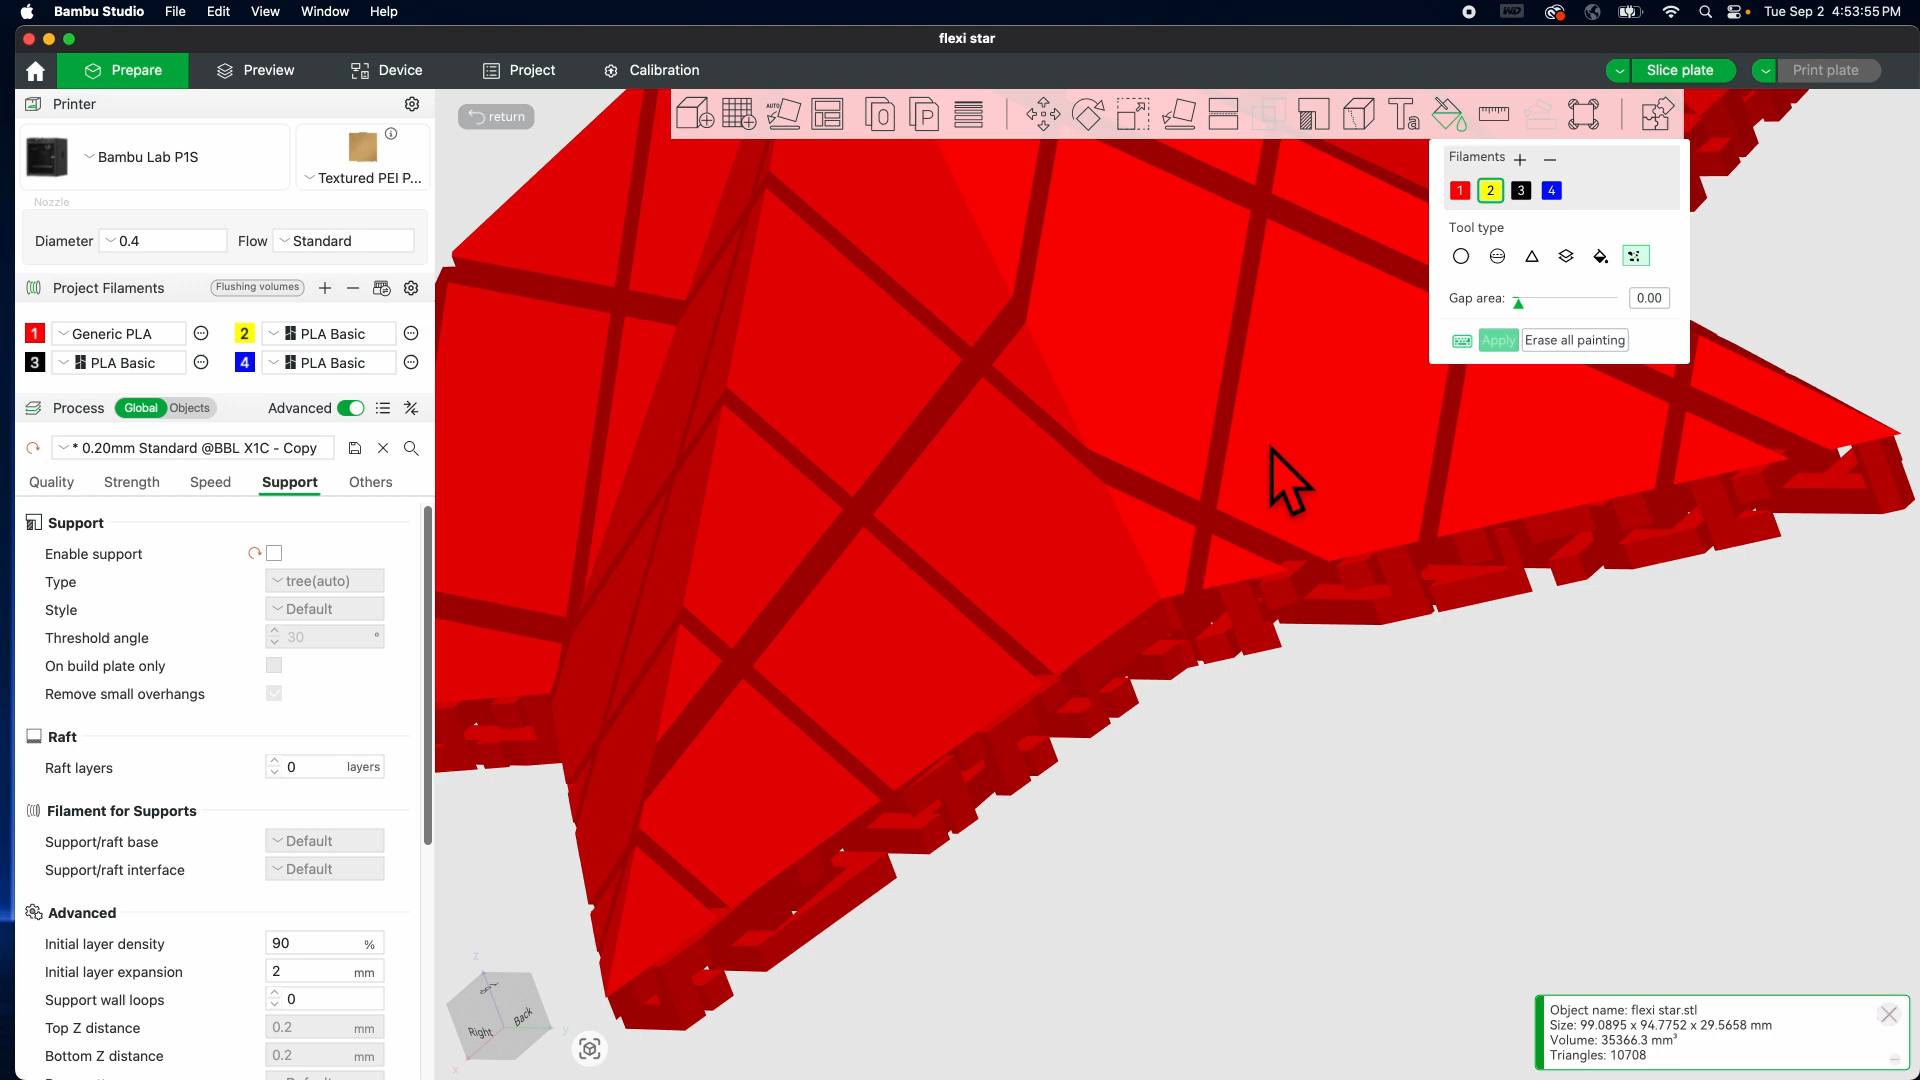 Bambu Studio File Edit View Window Help
Tue Sep 2 4:53:55 PM
flexi star
Prepare Preview Device Project Calibration
Slice plate Print plate
Printer
Bambu Lab P1S
Textured PEI P...
Nozzle
Diameter 0.4 Flow Standard
Project Filaments Flushing volumes
1 Generic PLA 2 PLA Basic
3 PLA Basic 4 PLA Basic
Process Global Objects Advanced
* 0.20mm Standard @BBL X1C - Copy
Quality Strength Speed Support Others
Support
Enable support
Type tree(auto)
Style Default
Threshold angle 30 °
On build plate only
Remove small overhangs
Raft
Raft layers 0 layers
Filament for Supports
Support/raft base Default
Support/raft interface Default
Advanced
Initial layer density 90 %
Initial layer expansion 2 mm
Support wall loops 0
Top Z distance 0.2 mm
Bottom Z distance 0.2 mm
return
AUTO
Filaments
1 2 3 4
Tool type
Gap area: 0.00
Apply Erase all painting
z
Top
Right Back
y
x
Object name: flexi star.stl
Size: 99.0895 x 94.7752 x 29.5658 mm
Volume: 35366.3 mm³
Triangles: 10708